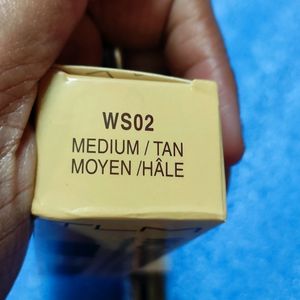 WS02
MEDIUM / TAN
MOYEN /HÂLE